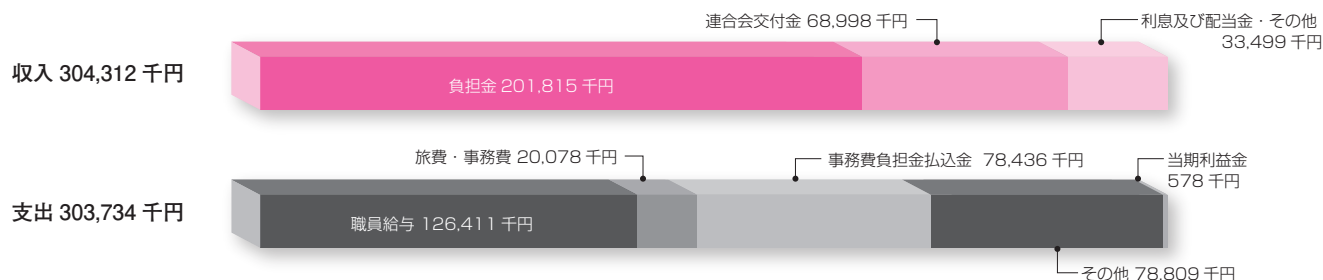 連合会交付金 68,998 千円
利息及び配当金・その他
33,499 千円
収入 304,312 千円
負担金 201,815 千円
旅費・事務費 20,078 千円
事務費負担金払込金 78,436 千円
当期利益金
578 千円
支出 303,734 千円
職員給与 126,411 千円
その他 78,809 千円